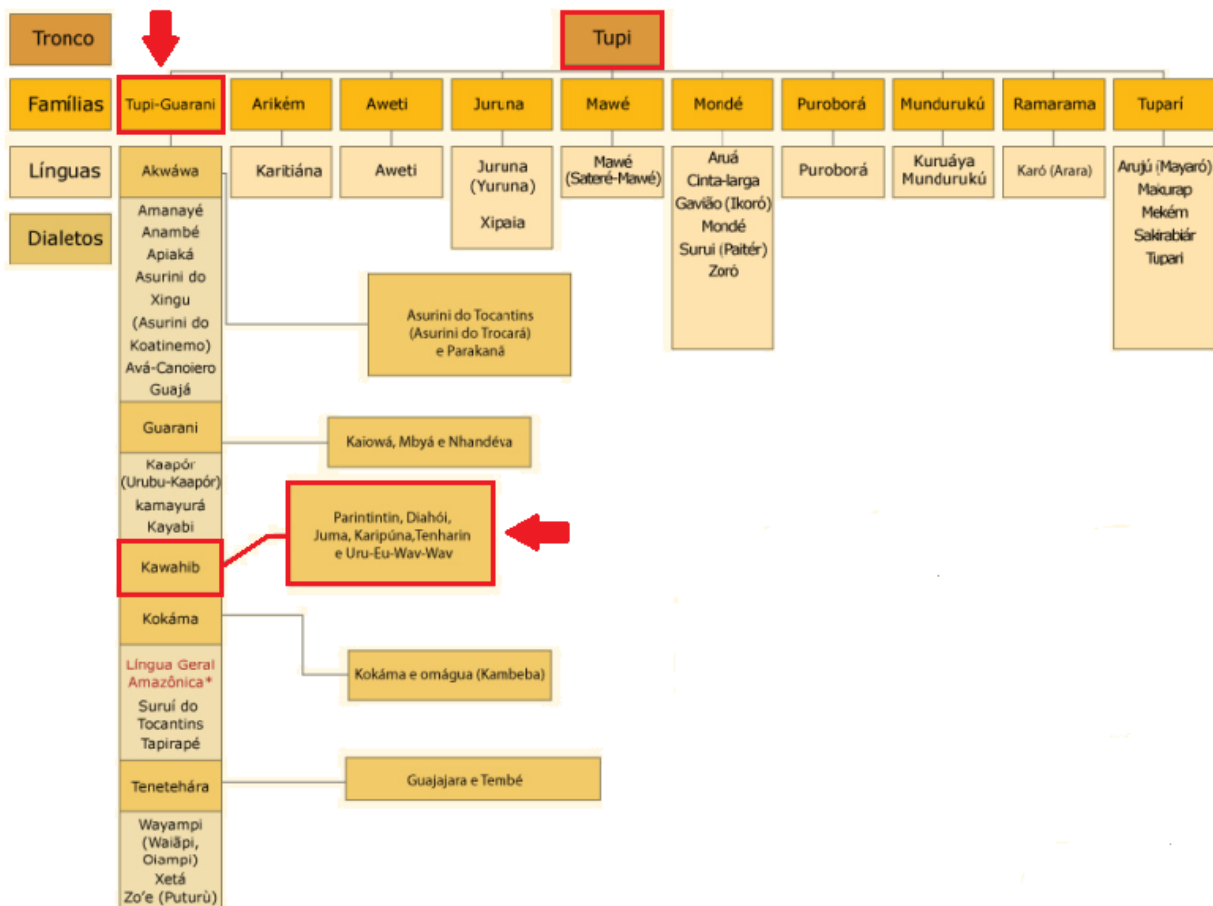 Tronco
Tupi
Famílias
Tupi-Guarani
Arikém
Aweti
Juruna
Mawé
Mondé
Puroborá
Mundurukú
Ramarama
Tuparí
Línguas
Akwáwa
Karitiána
Aweti
Juruna
(Yuruna)
Xipaia
Mawé
(Sateré-Mawé)
Aruá
Cinta-larga
Gavião (Ikoró)
Mondé
Surui (Paitér)
Zoró
Puroborá
Kuruáya
Mundurukú
Karó (Arara)
Arujú (Mayaró)
Makurap
Mekém
Sakirabiár
Tupari
Dialetos
Amanayé
Anambé
Apiaká
Asurini do
Xingu
(Asurini do
Koatinemo)
Avá-Canoiero
Guajá
Asurini do Tocantins
(Asurini do Trocará)
e Parakanã
Guarani
Kaiowá, Mbyá e Nhandéva
Kaapór
(Urubu-Kaapór)
kamayurá
Kayabi
Kawahib
Parintintin, Diahói,
Juma, Karipúna,Tenharin
e Uru-Eu-Wav-Wav
Kokáma
Kokáma e omágua (Kambeba)
Língua Geral
Amazônica*
Suruí do
Tocantins
Tapirapé
Tenetehára
Guajajara e Tembé
Wayampi
(Waiãpi,
Oiampi)
Xetá
Zo'e (Puturù)